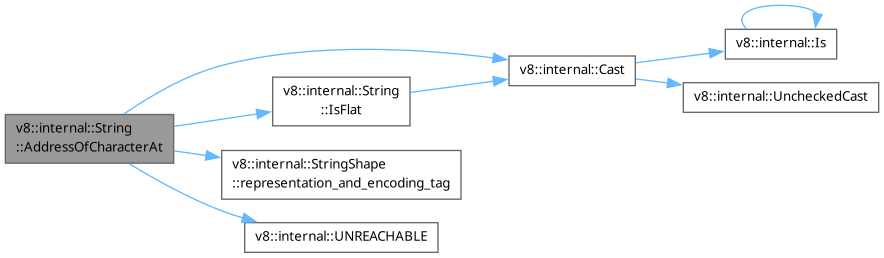 v8::internal::String
::AddressOfCharacterAt
v8::internal::String
::IsFlat
v8::internal::StringShape
::representation_and_encoding_tag
v8::internal::UNREACHABLE
v8::internal::Cast
v8::internal::Is
v8::internal::UncheckedCast